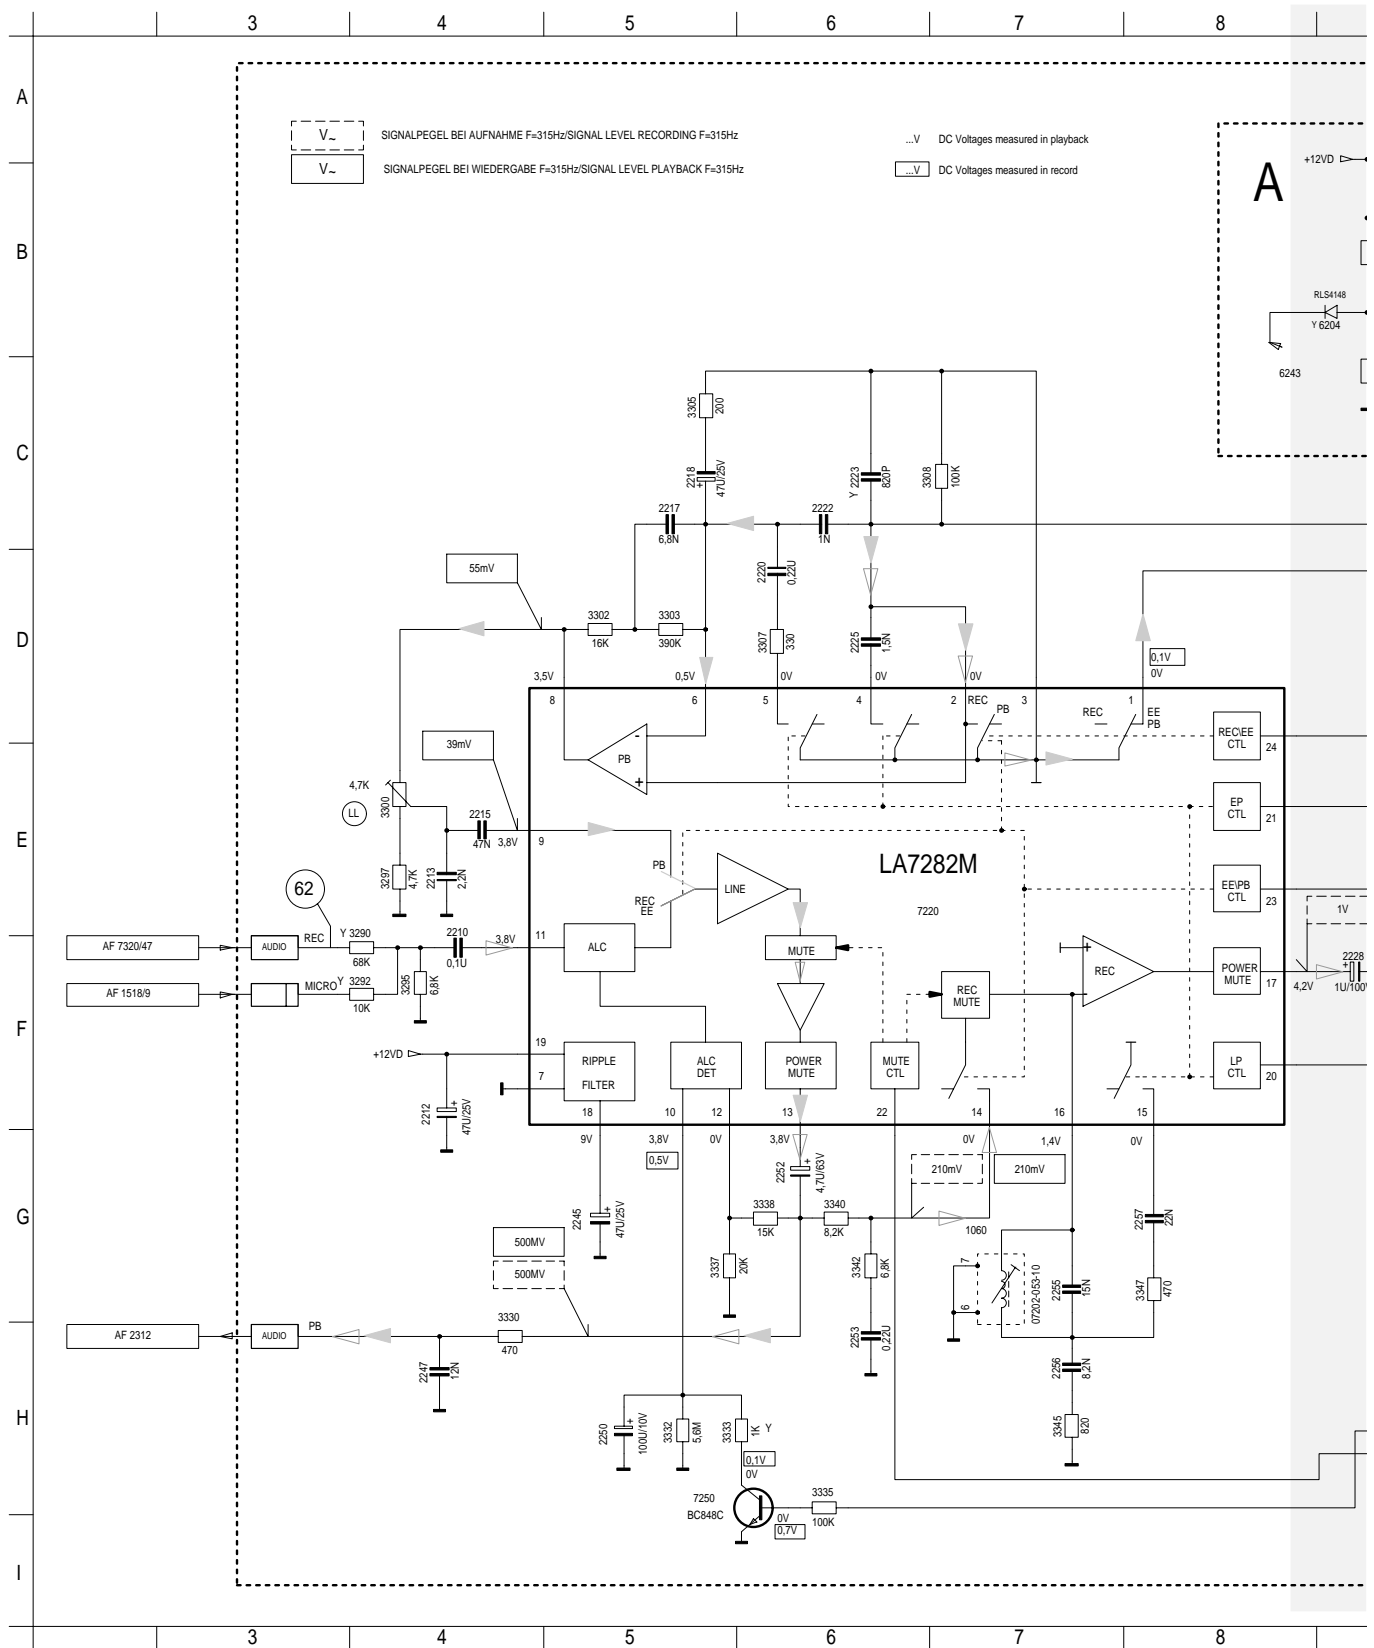 3 4 5 6 7 8
A
V~ SIGNALPEGEL BEI AUFNAHME F=315Hz/SIGNAL LEVEL RECORDING F=315Hz
...V DC Voltages measured in playback
V~ SIGNALPEGEL BEI WIEDERGABE F=315Hz/SIGNAL LEVEL PLAYBACK F=315Hz
...V DC Voltages measured in record
+12VD
A
B
RLS4148
Y 6204
6243
3305
200
C
2218
+
47U/25V
Y 2223
820P
3308
100K
2217
6,8N
2222
1N
55mV
2220
0,22U
D
3302
16K
3303
390K
3307
330
2225
1,5N
0,1V
0V
3,5V 0,5V 0V 0V 0V
8 6 5 4 2 REC 3 1
PB
REC EE
PB
39mV
-
PB
+
REC\EE
CTL
24
4,7K
3300
LL
EP
CTL
21
E
2215
47N
3,8V
9
LA7282M
3297
4,7K
2213
2,2N
PB
REC
EE
LINE
7220
EE\PB
CTL
23
62
1V
AF 7320/47
AUDIO
REC
Y 3290
68K
2210
0,1U
3,8V
11
ALC
MUTE
+
REC
POWER
MUTE
17
4,2V
+
2228
1U/100V
AF 1518/9
MICRO
Y 3292
10K
3295
6,8K
REC
MUTE
F
+12VD
19
7
RIPPLE
FILTER
ALC
DET
POWER
MUTE
MUTE
CTL
LP
CTL
20
2212
+
47U/25V
18 10 12 13 22 14 16 15
9V 3,8V 0V 3,8V 0V 1,4V 0V
0,5V
2252
+
4,7U/63V
210mV
210mV
G
2245
+
47U/25V
3338
15K
3340
8,2K
1060
2257
22N
500MV
500MV
3337
20K
3342
6,8K
7
6
07202-053-10
2255
15N
3347
470
AF 2312
AUDIO
PB
3330
470
2253
0,22U
2247
12N
2256
8,2N
H
2250
+
100U/10V
3332
5,6M
3333
1K Y
3345
820
0,1V
0V
7250
BC848C
3335
100K
0V
0,7V
I
3 4 5 6 7 8